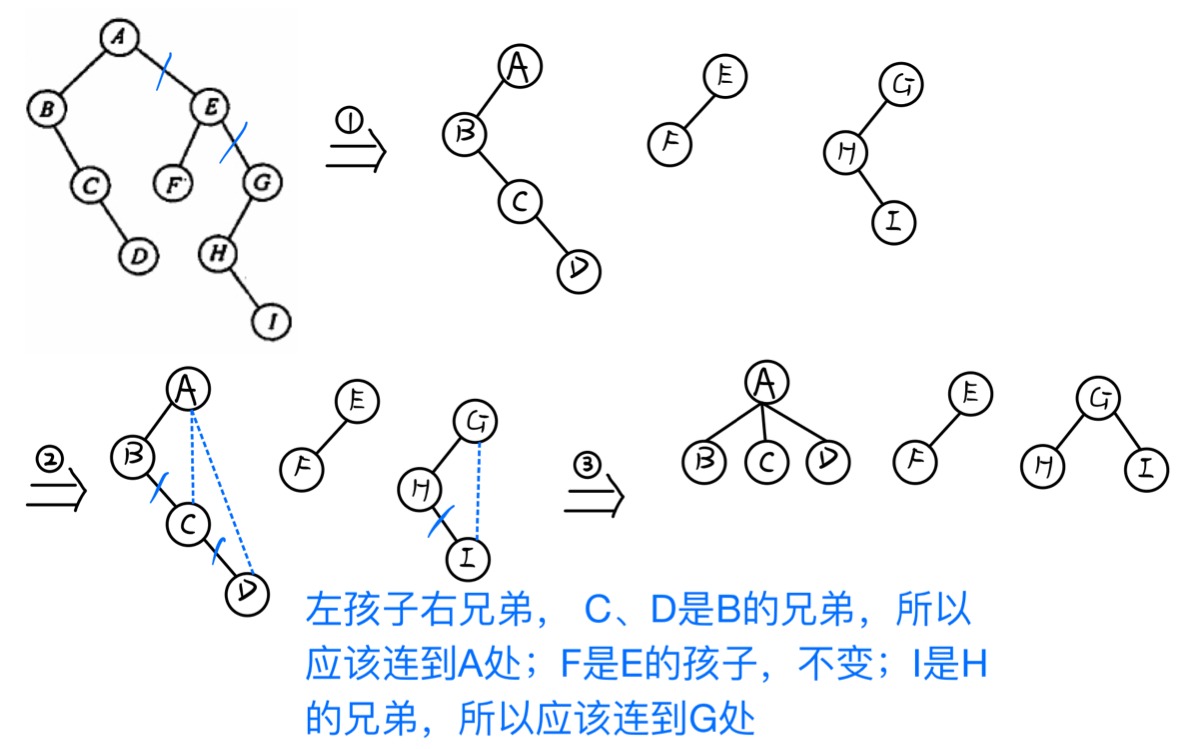 A
B E
C F G
D H
I
①
A
B
C
D
E
F
G
H
I
②
A
B
C
D
E
F
G
H
I
③
A
B C D
E
F
G
H I
左孩子右兄弟， C、D是B的兄弟，所以
应该连到A处；F是E的孩子，不变；I是H
的兄弟，所以应该连到G处